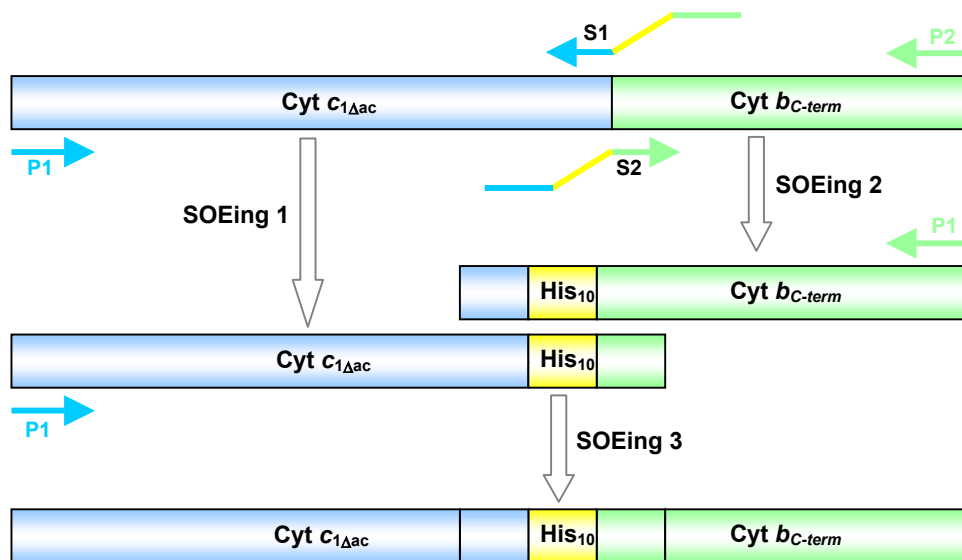 S1
P2
Cyt c1Δac
Cyt bC-term
P1
S2
SOEing 1
SOEing 2
P1
His10
Cyt bC-term
Cyt c1Δac
His10
P1
SOEing 3
Cyt c1Δac
His10
Cyt bC-term